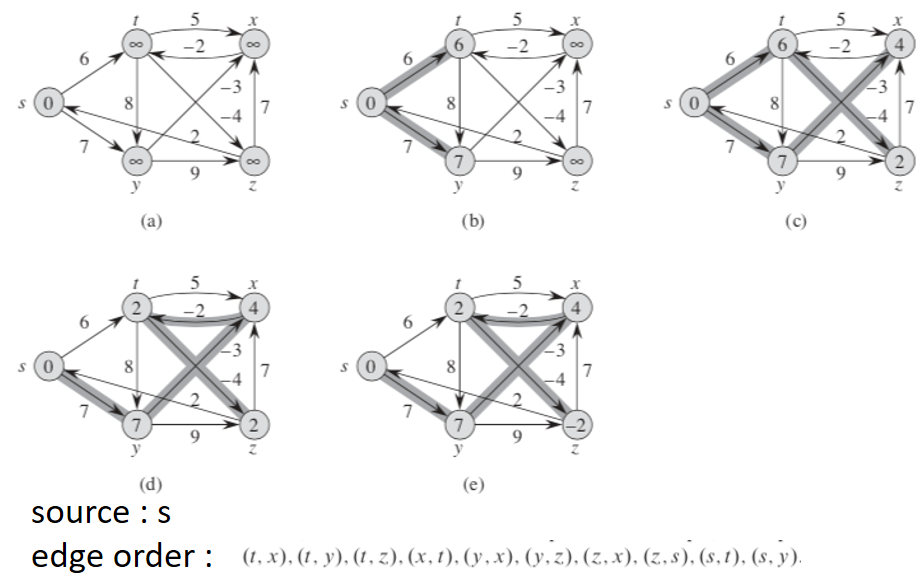 t 5 x t 5 x t 5 x
∞ −2 ∞ 6 −2 ∞ 6 −2 4
6 6 6
−3 −3 −3
s 0 8 s 0 8 s 0 8
−4 7 −4 7 −4 7
7 2 7 2 7 2
∞ 9 ∞ 7 9 ∞ 7 9 2
y z y z y z
(a) (b) (c)
t 5 x t 5 x
2 −2 4 2 −2 4
6 6
−3 −3
s 0 8 s 0 8
−4 7 −4 7
7 2 7 2
7 9 2 7 9 −2
y z y z
(d) (e)
source : s
edge order : (t, x), (t, y), (t, z), (x, t), (y, x), (y, z), (z, x), (z, s), (s, t), (s, y).